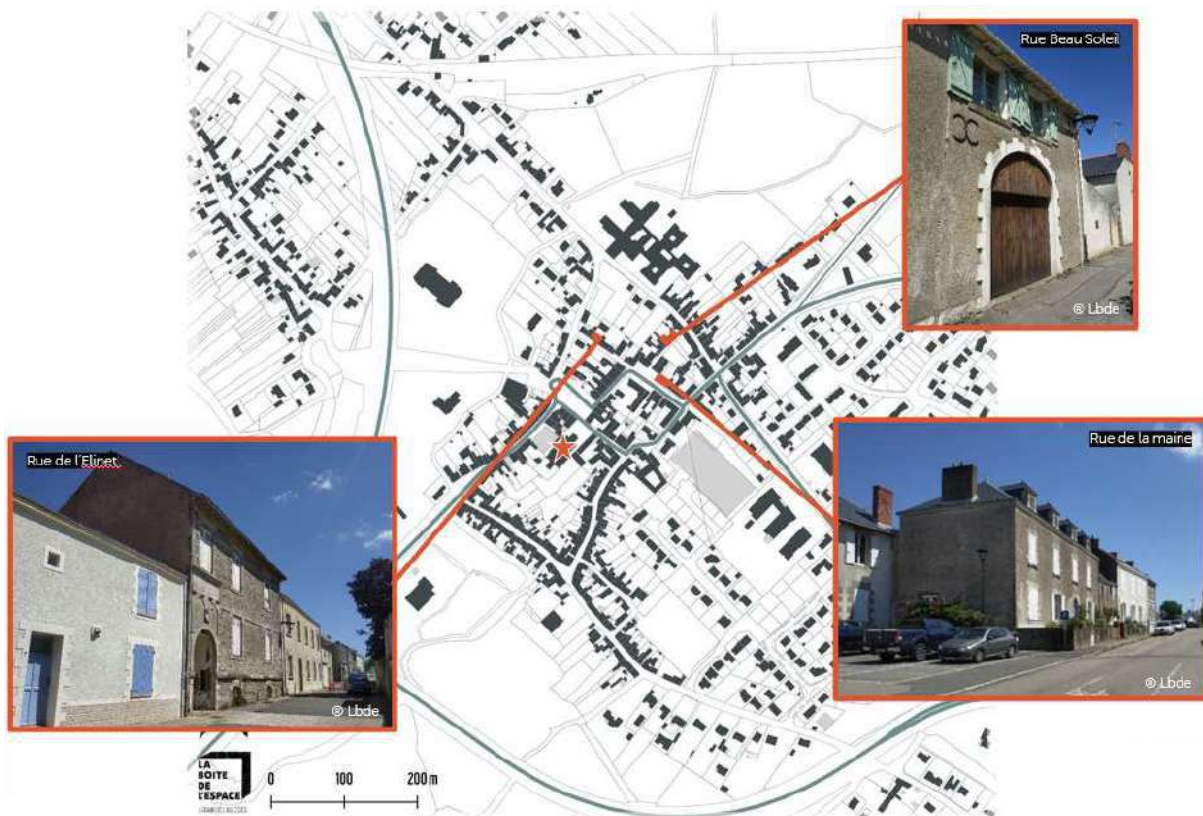 Rue Beau Soleil
® Lbde
Rue de la mairie
® Lbde
Rue de l'Elinet
® Lbde
LA
BOITE
DE
L'ESPACE
0 100 200 m